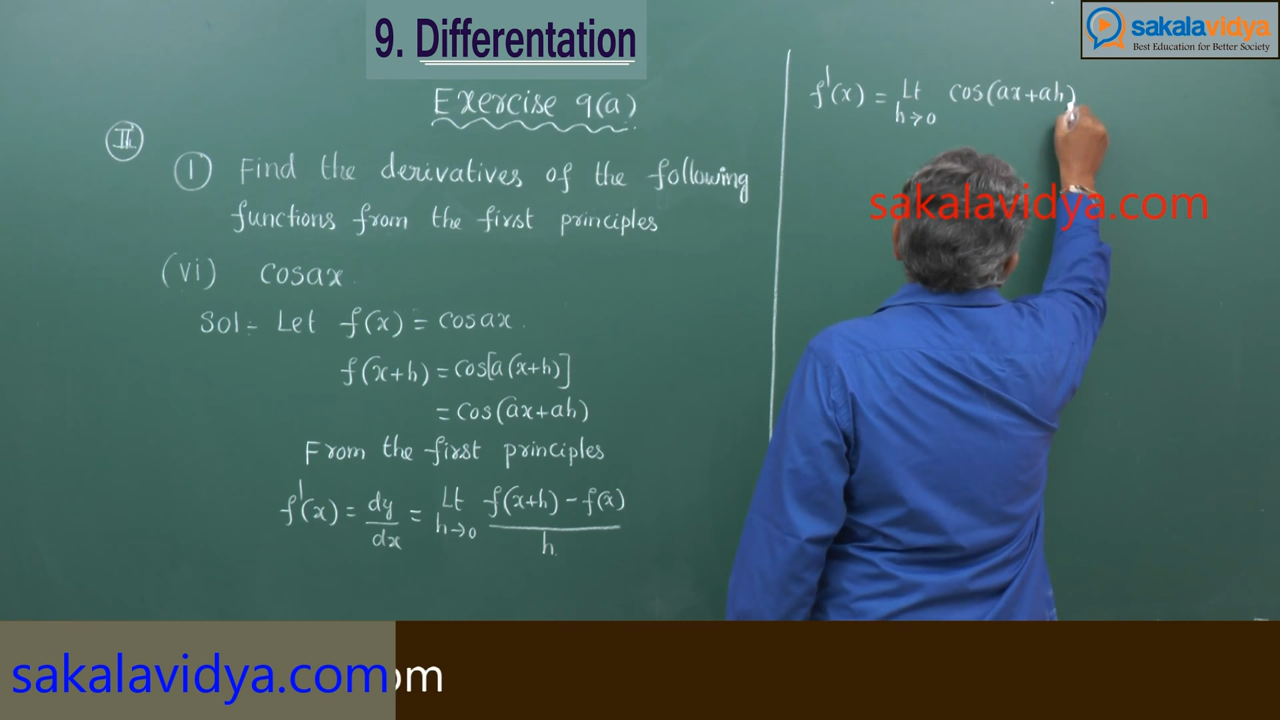 9. Differentation
sakalavidya
Best Education for Better Society
Exercise 9(a)
II
(1) Find the derivatives of the following
functions from the first principles
(vi) cosax.
Sol:- Let f(x) = cosax.
f(x+h) = cos[a(x+h)]
= cos(ax+ah)
From the first principles
f'(x) = dy/dx = Lt h→0 f(x+h) - f(x) / h.
f'(x) = Lt h→0 cos(ax+ah)
sakalavidya.com
sakalavidya.com
om